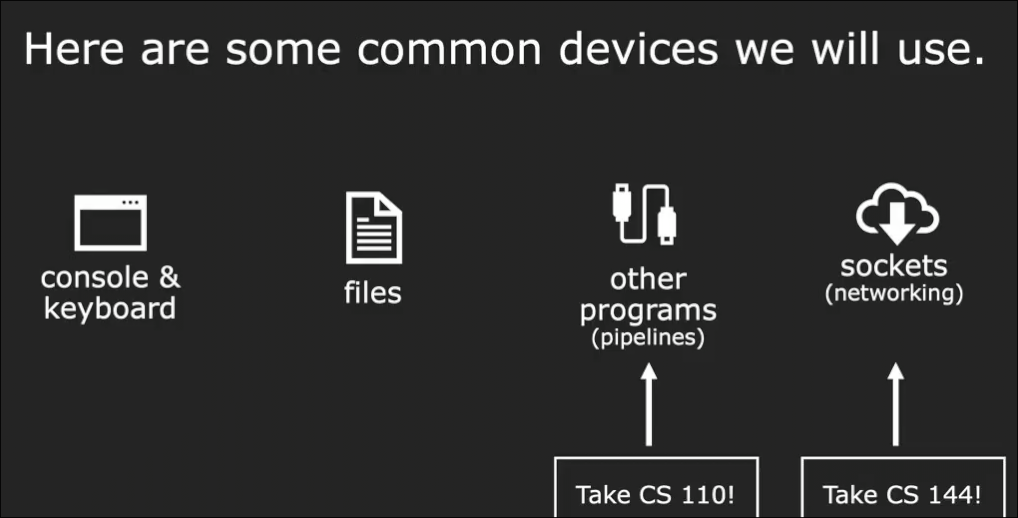 Here are some common devices we will use.
console &
keyboard
files
other
programs
(pipelines)
sockets
(networking)
Take CS 110!
Take CS 144!